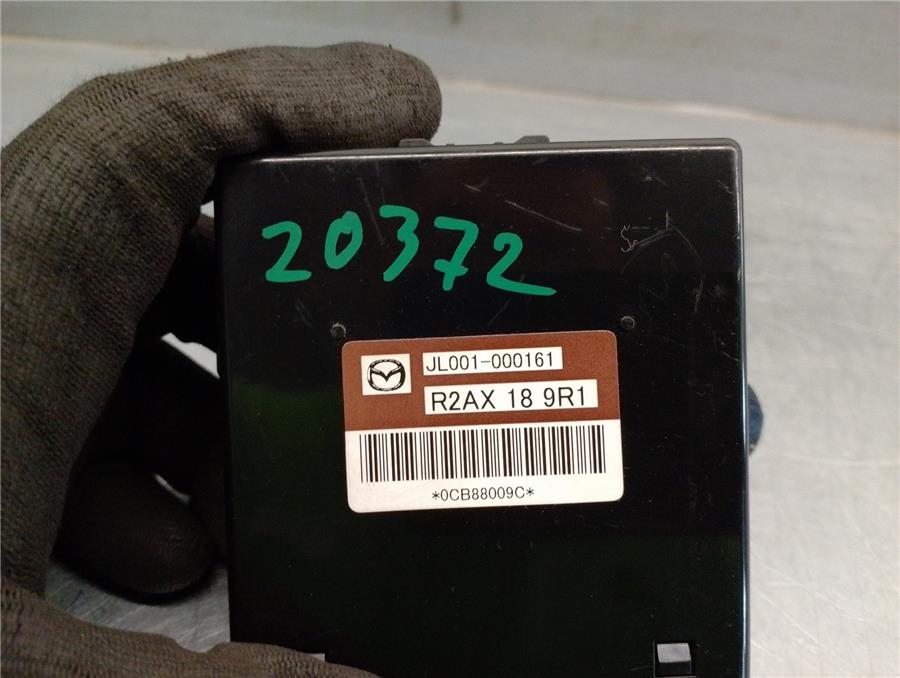 20372
JL001-000161
R2AX 18 9R1
*0CB88009C*